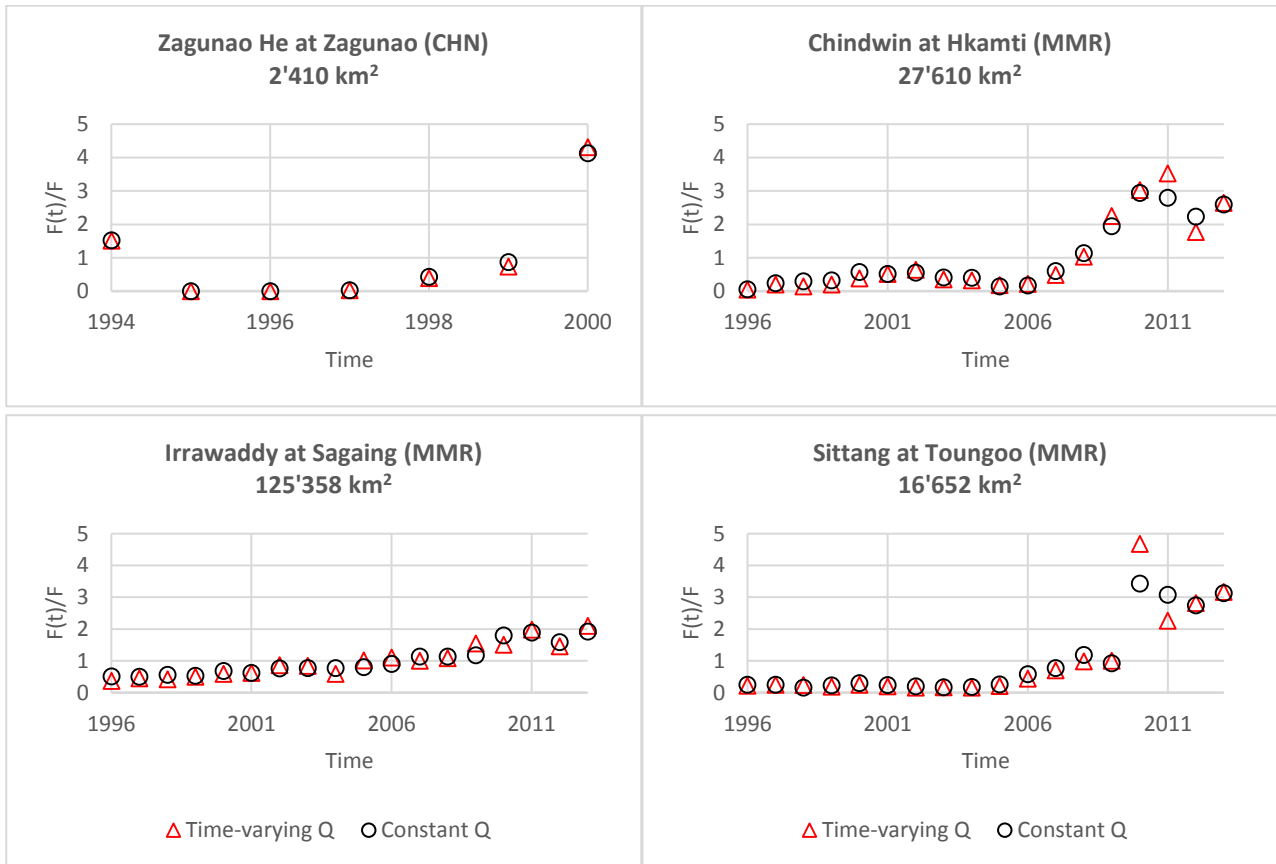 Zagunao He at Zagunao (CHN)
2'410 km²
F(t)/F
5
4
3
2
1
0
1994
1996
1998
2000
Time
Chindwin at Hkamti (MMR)
27'610 km²
F(t)/F
5
4
3
2
1
0
1996
2001
2006
2011
Time
Irrawaddy at Sagaing (MMR)
125'358 km²
F(t)/F
5
4
3
2
1
0
1996
2001
2006
2011
Time
Time-varying Q
Constant Q
Sittang at Toungoo (MMR)
16'652 km²
F(t)/F
5
4
3
2
1
0
1996
2001
2006
2011
Time
Time-varying Q
Constant Q